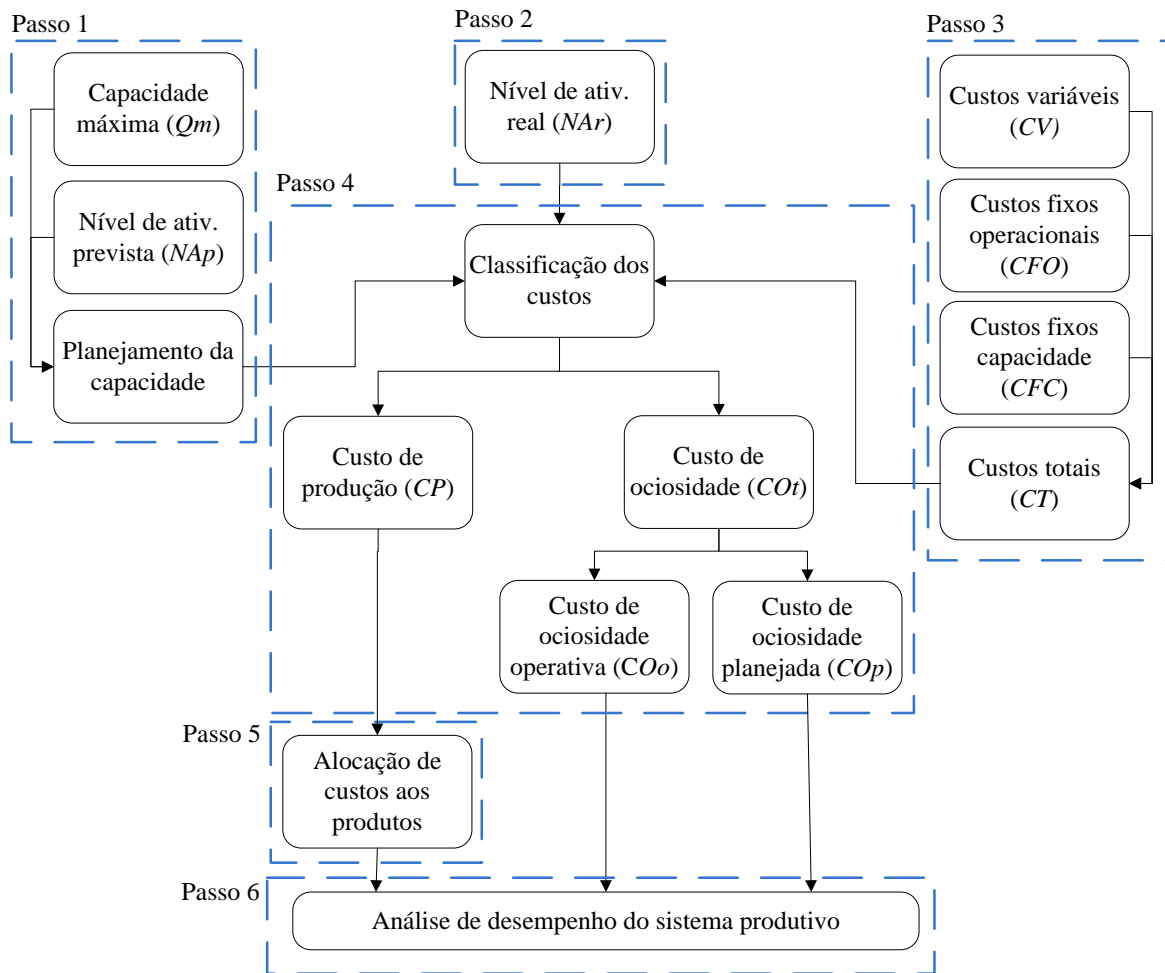 Passo 1
Capacidade
máxima (Qm)
Nível de ativ.
prevista (NAp)
Planejamento da
capacidade
Passo 2
Nível de ativ.
real (NAr)
Passo 3
Custos variáveis
(CV)
Custos fixos
operacionais
(CFO)
Custos fixos
capacidade
(CFC)
Custos totais
(CT)
Passo 4
Classificação dos
custos
Custo de
produção (CP)
Custo de
ociosidade (COt)
Custo de
ociosidade
operativa (COo)
Custo de
ociosidade
planejada (COp)
Passo 5
Alocação de
custos aos
produtos
Passo 6
Análise de desempenho do sistema produtivo